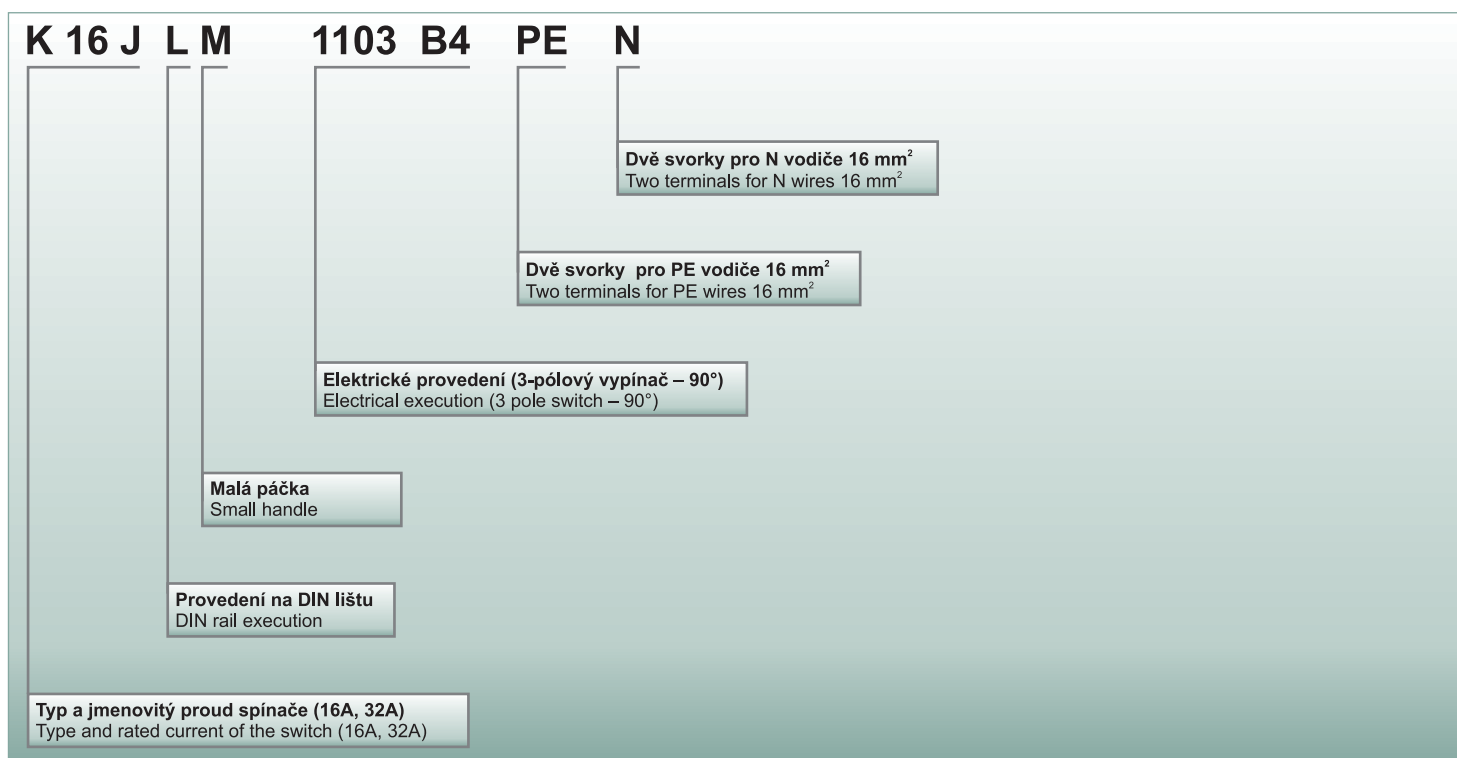 K 16 J L M 1103 B4 PE N
Dvě svorky pro N vodiče 16 mm²
Two terminals for N wires 16 mm²
Dvě svorky pro PE vodiče 16 mm²
Two terminals for PE wires 16 mm²
Elektrické provedení (3-pólový vypínač – 90°)
Electrical execution (3 pole switch – 90°)
Malá páčka
Small handle
Provedení na DIN lištu
DIN rail execution
Typ a jmenovitý proud spínače (16A, 32A)
Type and rated current of the switch (16A, 32A)